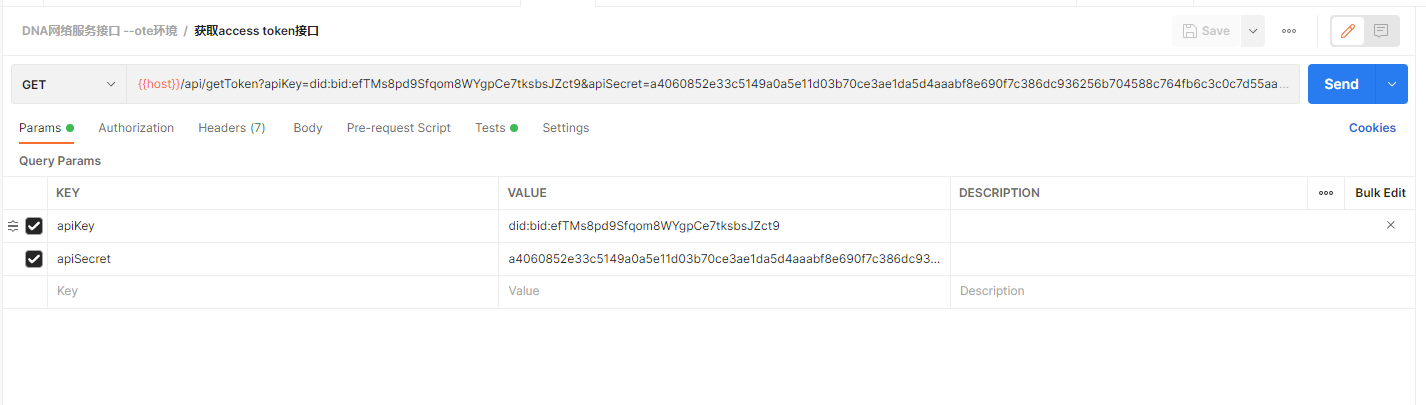 DNA网络服务接口 --ote环境 / 获取access token接口
Save
GET
{{host}}/api/getToken?apiKey=did:bid:efTMs8pd9Sfqom8WYgpCe7tksbsJZct9&apiSecret=a4060852e33c5149a0a5e11d03b70ce3ae1da5d4aaabf8e690f7c386dc936256b704588c764fb6c3c0c7d55aa...
Send
Params Authorization Headers (7) Body Pre-request Script Tests Settings Cookies
Query Params
KEY VALUE DESCRIPTION Bulk Edit
apiKey did:bid:efTMs8pd9Sfqom8WYgpCe7tksbsJZct9
apiSecret a4060852e33c5149a0a5e11d03b70ce3ae1da5d4aaabf8e690f7c386dc93...
Key Value Description